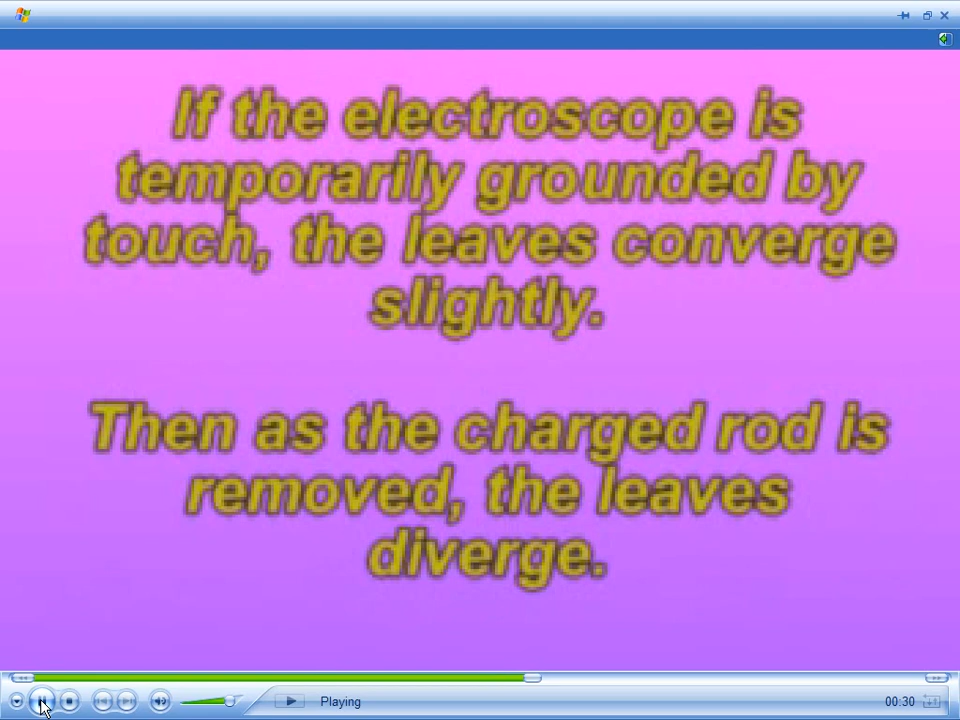 If the electroscope is
temporarily grounded by
touch, the leaves converge
slightly.
Then as the charged rod is
removed, the leaves
diverge.
Playing
00:30